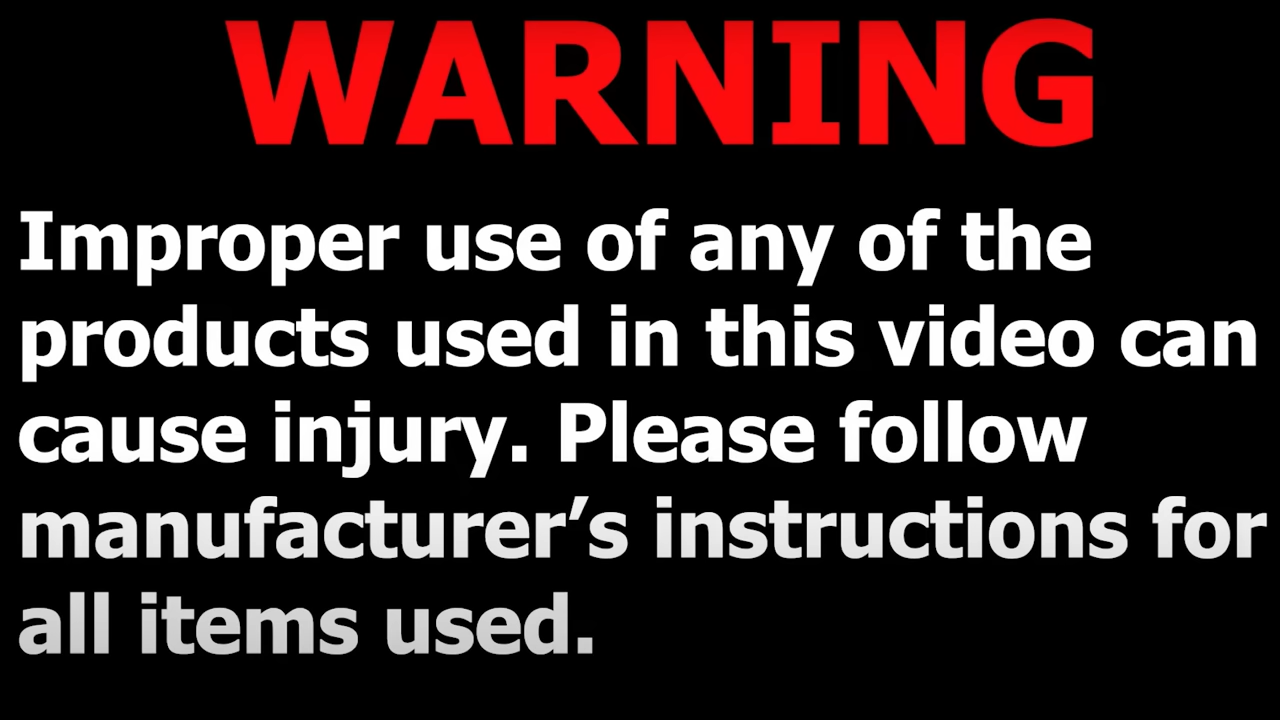 WARNING
Improper use of any of the
products used in this video can
cause injury. Please follow
manufacturer’s instructions for
all items used.